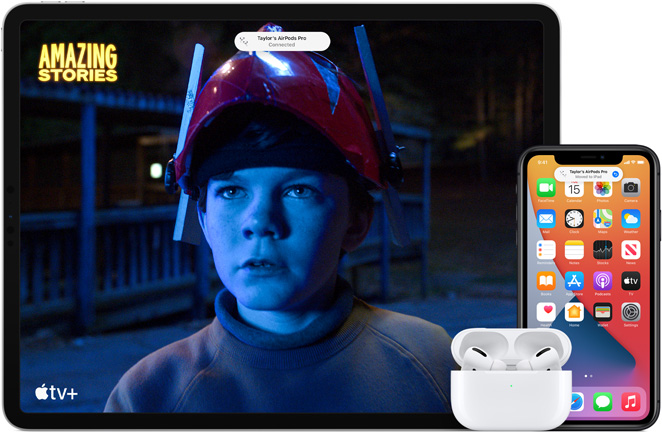 AMAZING
STORIES
Taylor's AirPods Pro
Connected
tv+
9:41
Taylor's AirPods Pro
Moved to iPad
FaceTime
15
Calendar
Photos
Camera
Mail
Clock
Maps
Weather
Reminders
Notes
Stocks
News
Books
App Store
Podcasts
tv
TV
Health
Home
Wallet
Settings